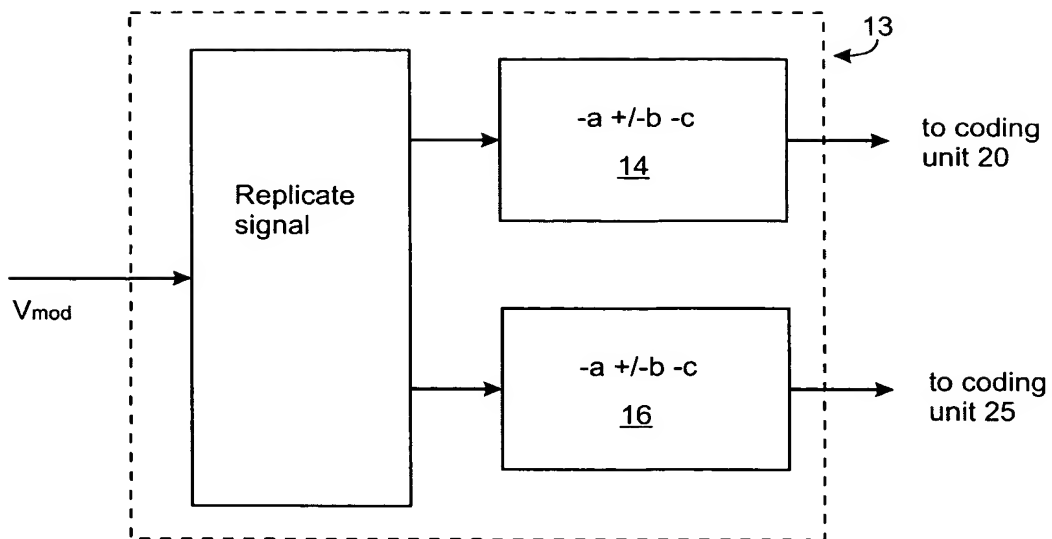 13
-a +/-b -c
14
to coding
unit 20
Replicate
signal
Vmod
-a +/-b -c
16
to coding
unit 25